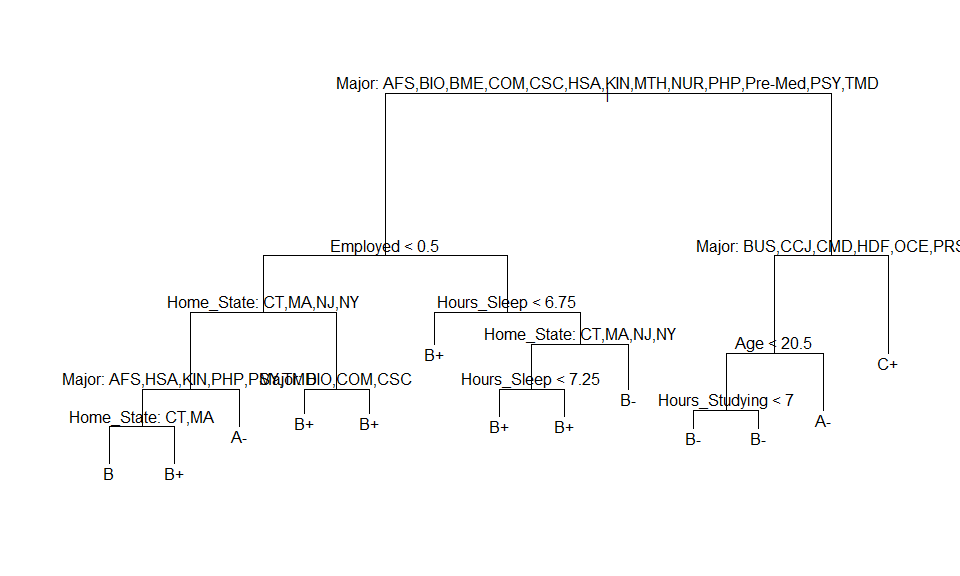 Major: AFS,BIO,BME,COM,CSC,HSA,KIN,MTH,NUR,PHP,Pre-Med,PSY,TMD
Employed < 0.5
Major: BUS,CCJ,CMD,HDF,OCE,PRS
Home_State: CT,MA,NJ,NY
Hours_Sleep < 6.75
Home_State: CT,MA,NJ,NY
Age < 20.5
B+
C+
Major: AFS,HSA,KIN,PHP,PSY,TMD
Major: BIO,COM,CSC
Hours_Sleep < 7.25
B-
Hours_Studying < 7
Home_State: CT,MA
B+
B+
B+
B+
A-
A-
B-
B-
B
B+